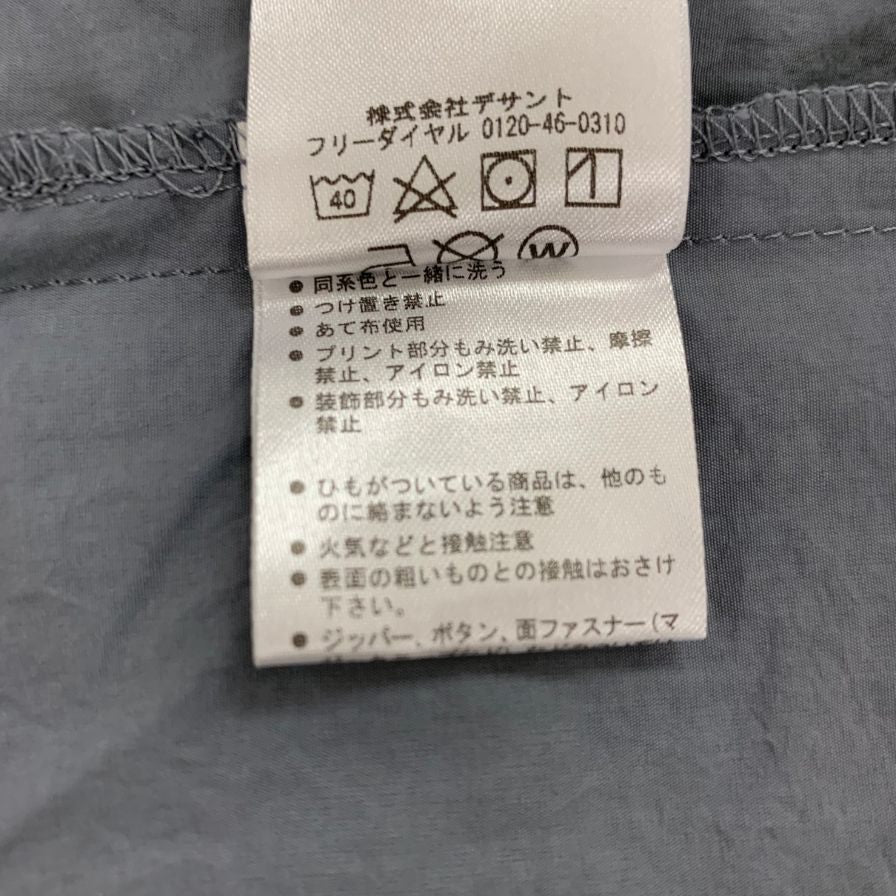 株式会社デサント
フリーダイヤル 0120-46-0310
40
W
● 同系色と一緒に洗う
● つけ置き禁止
● あて布使用
● プリント部分もみ洗い禁止、摩擦
禁止、アイロン禁止
● 装飾部分もみ洗い禁止、アイロン
禁止
● ひもがついている商品は、他のも
のに絡まないよう注意
● 火気などと接触注意
● 表面の粗いものとの接触はおさけ
下さい。
● ジッパー、ボタン、面ファスナー(マ